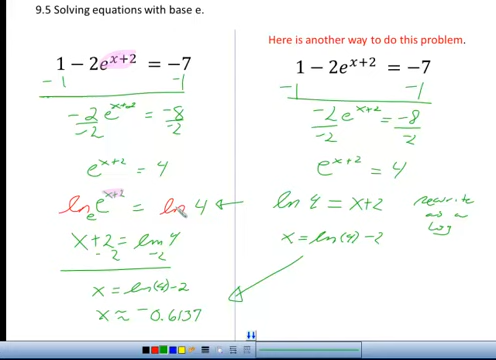 9.5 Solving equations with base e.
1 − 2e^{x+2} = −7
−1 −1
−2e^{x+2} = −8
−2 −2
e^{x+2} = 4
ln_e e^{x+2} = ln 4
x+2 = ln 4
−2 −2
x = ln(4) − 2
x ≈ −0.6137
Here is another way to do this problem.
1 − 2e^{x+2} = −7
−1 −1
−2e^{x+2} = −8
−2 −2
e^{x+2} = 4
ln 4 = x+2 rewrite
as a
log
x = ln(4) − 2